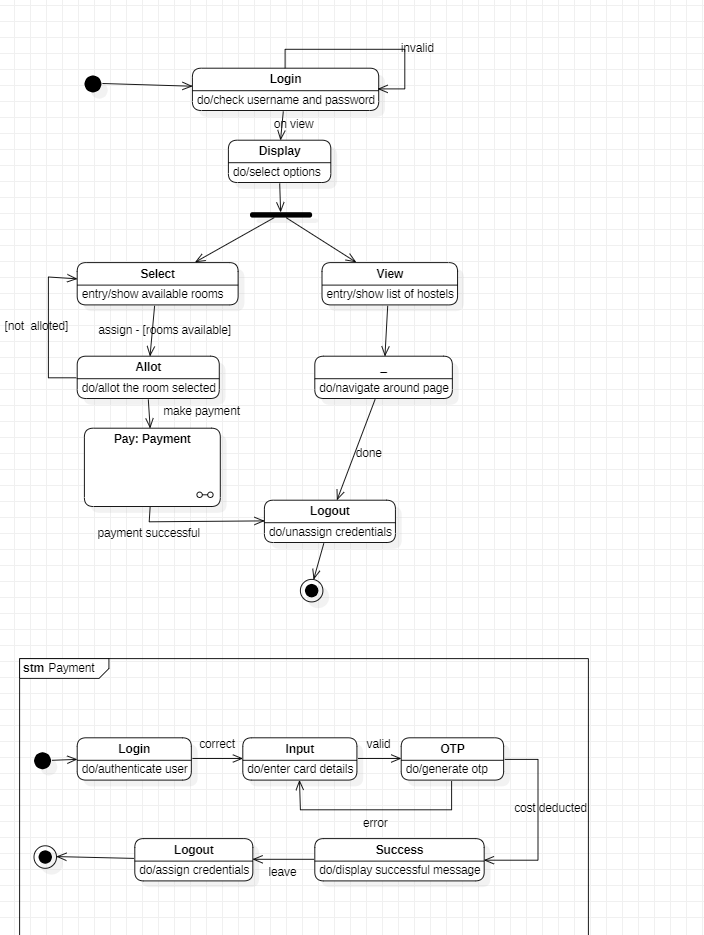 invalid
Login
do/check username and password
on view
Display
do/select options
Select
entry/show available rooms
View
entry/show list of hostels
[not alloted]
assign - [rooms available]
Allot
do/allot the room selected
_
do/navigate around page
make payment
Pay: Payment
done
Logout
do/unassign credentials
payment successful
stm Payment
Login
do/authenticate user
correct
Input
do/enter card details
valid
OTP
do/generate otp
cost deducted
error
Logout
do/assign credentials
leave
Success
do/display successful message